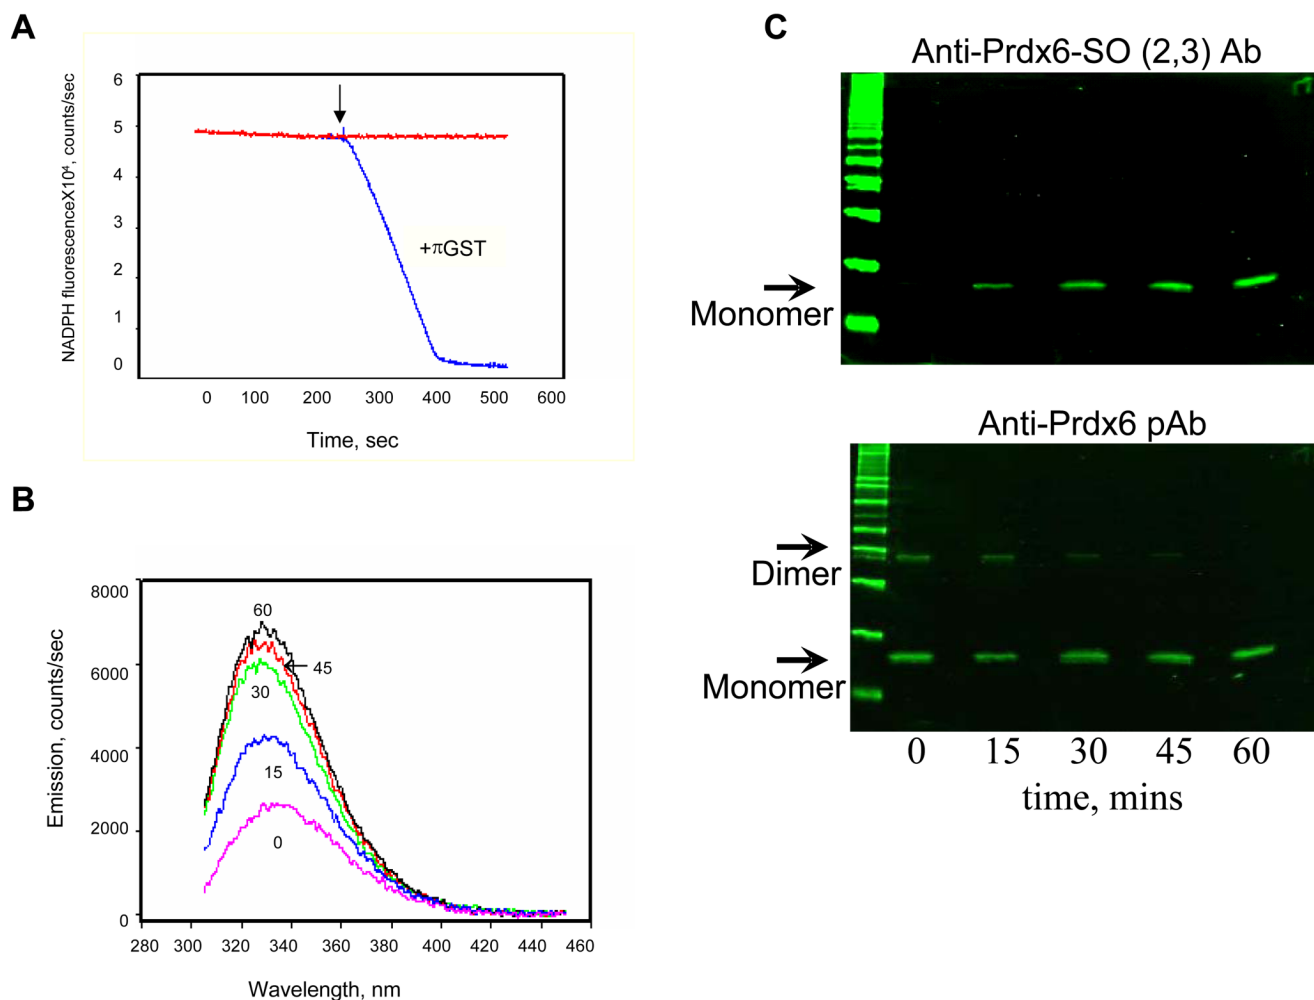 A
NADPH fluorescenceX10⁴, counts/sec
6
5
4
3
2
1
0
+πGST
0 100 200 300 400 500 600
Time, sec
B
Emission, counts/sec
8000
6000
4000
2000
0
60
45
30
15
0
280 300 320 340 360 380 400 420 440 460
Wavelength, nm
C
Anti-Prdx6-SO (2,3) Ab
Monomer
Anti-Prdx6 pAb
Dimer
Monomer
0 15 30 45 60
time, mins